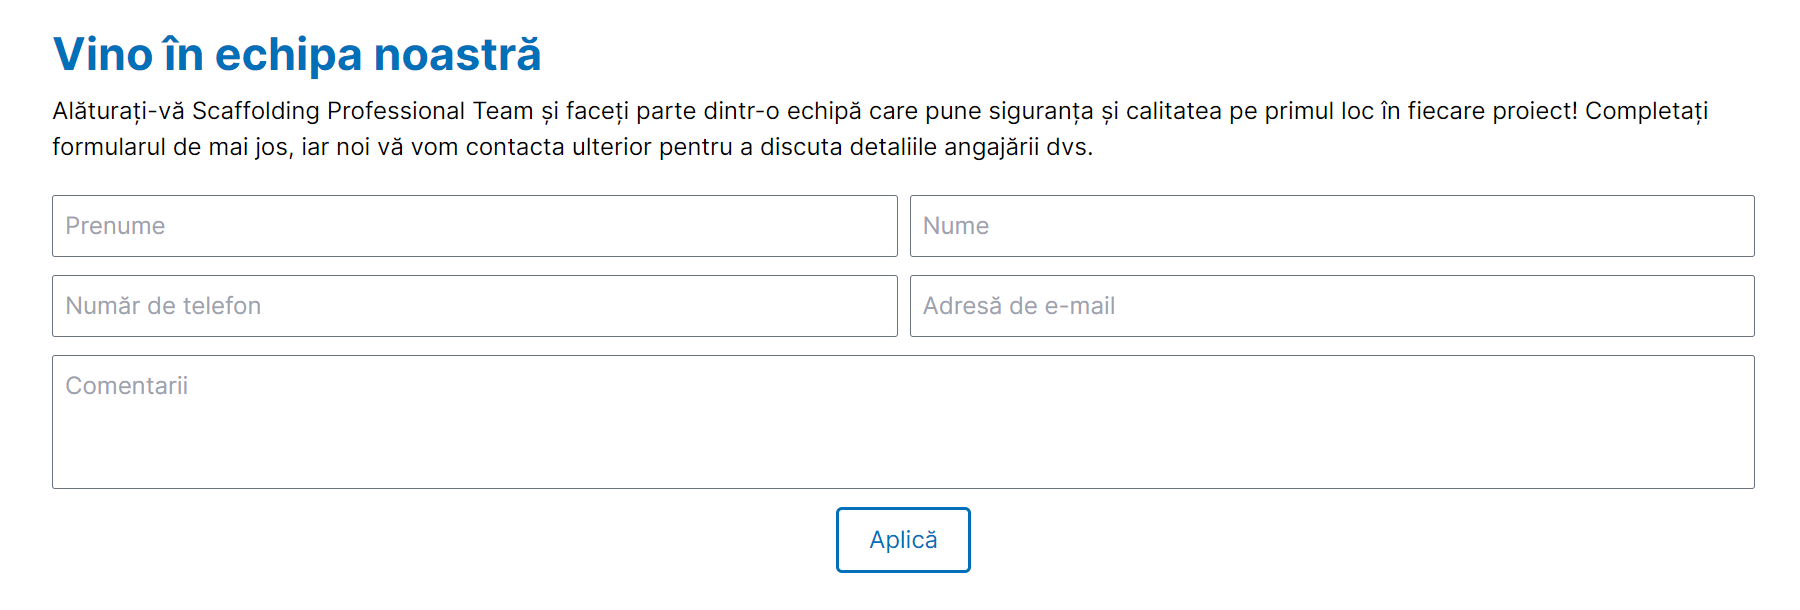 Vino în echipa noastră
Alăturați-vă Scaffolding Professional Team și faceți parte dintr-o echipă care pune siguranța și calitatea pe primul loc în fiecare proiect! Completați
formularul de mai jos, iar noi vă vom contacta ulterior pentru a discuta detaliile angajării dvs.
Prenume
Nume
Număr de telefon
Adresă de e-mail
Comentarii
Aplică